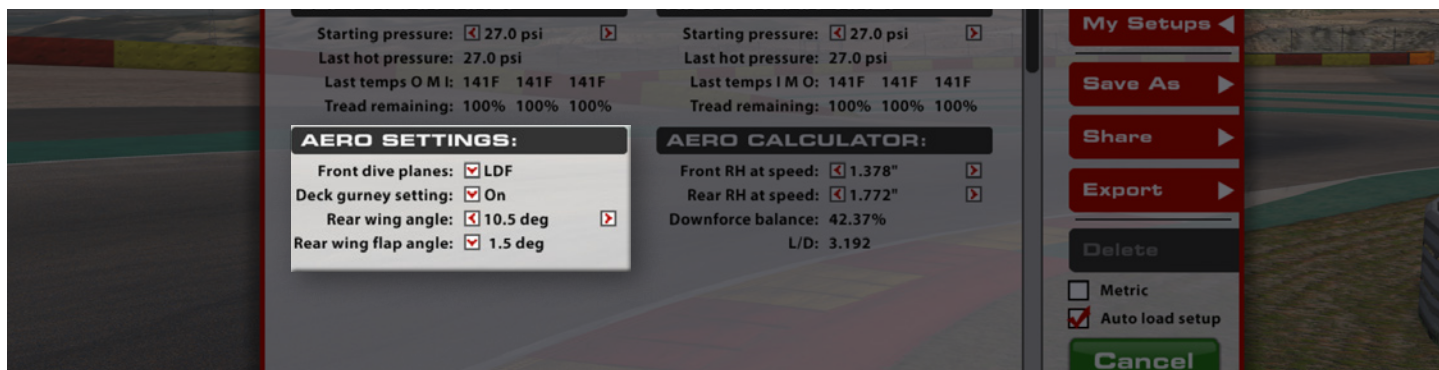 Starting pressure: 27.0 psi
Last hot pressure: 27.0 psi
Last temps O M I: 141F 141F 141F
Tread remaining: 100% 100% 100%
Starting pressure: 27.0 psi
Last hot pressure: 27.0 psi
Last temps I M O: 141F 141F 141F
Tread remaining: 100% 100% 100%
AERO SETTINGS:
Front dive planes: LDF
Deck gurney setting: On
Rear wing angle: 10.5 deg
Rear wing flap angle: 1.5 deg
AERO CALCULATOR:
Front RH at speed: 1.378"
Rear RH at speed: 1.772"
Downforce balance: 42.37%
L/D: 3.192
My Setups
Save As
Share
Export
Delete
Metric
Auto load setup
Cancel